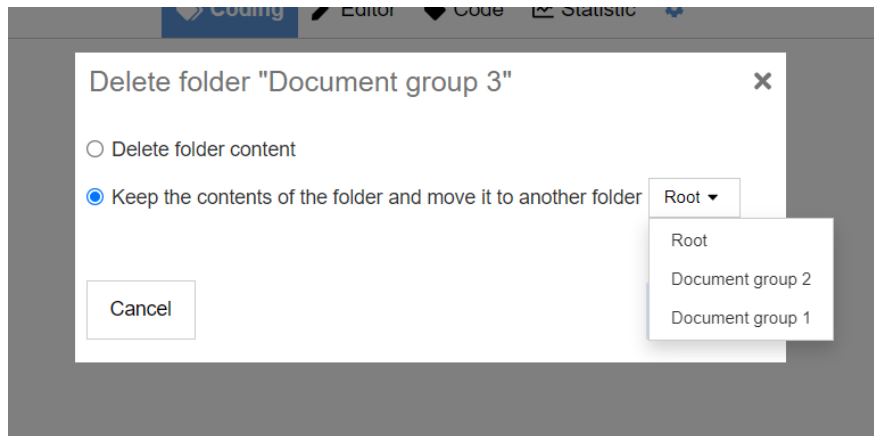 Coding Editor Code Statistic
Delete folder "Document group 3"
Delete folder content
Keep the contents of the folder and move it to another folder Root
Root
Document group 2
Document group 1
Cancel